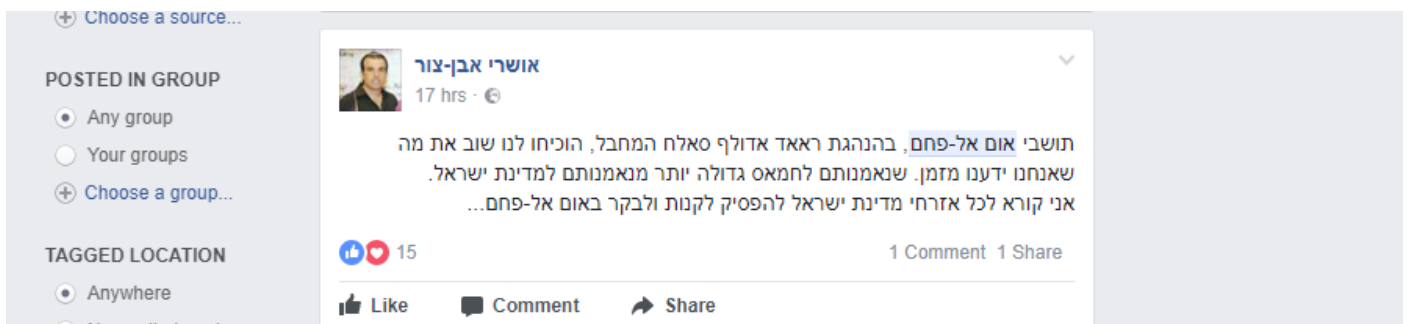 Choose a source...
POSTED IN GROUP
Any group
Your groups
Choose a group...
TAGGED LOCATION
Anywhere
אושרי אבן-צור
17 hrs ·
תושבי אום אל-פחם, בהנהגת ראאד אדולף סאלח המחבל, הוכיחו לנו שוב את מה
שאנחנו ידענו מזמן. שנאמנותם לחמאס גדולה יותר מנאמנותם למדינת ישראל.
אני קורא לכל אזרחי מדינת ישראל להפסיק לקנות ולבקר באום אל-פחם...
15
1 Comment 1 Share
Like Comment Share